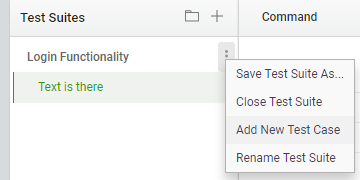 Test Suites
Command
Login Functionality
Text is there
Save Test Suite As...
Close Test Suite
Add New Test Case
Rename Test Suite